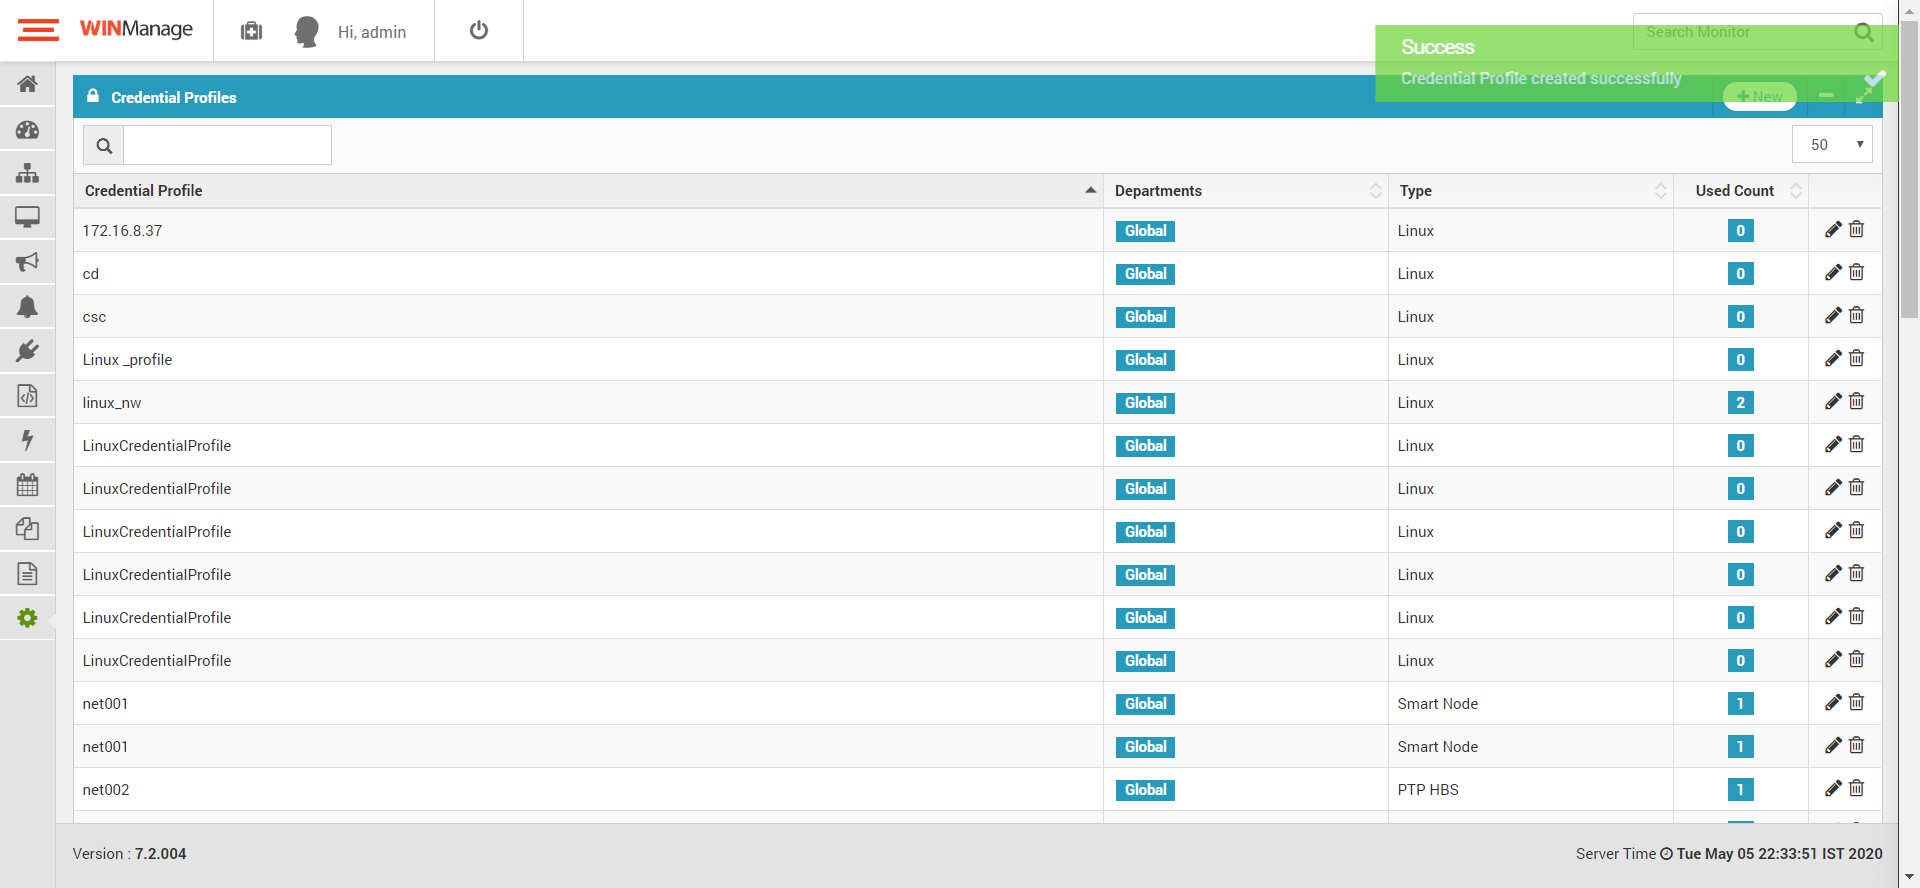 WINManage
Hi, admin
Search Monitor
Success
Credential Profile created successfully
Credential Profiles
New
50
Credential Profile Departments Type Used Count
172.16.8.37 Global Linux 0
cd Global Linux 0
csc Global Linux 0
Linux _profile Global Linux 0
linux_nw Global Linux 2
LinuxCredentialProfile Global Linux 0
LinuxCredentialProfile Global Linux 0
LinuxCredentialProfile Global Linux 0
LinuxCredentialProfile Global Linux 0
LinuxCredentialProfile Global Linux 0
LinuxCredentialProfile Global Linux 0
net001 Global Smart Node 1
net001 Global Smart Node 1
net002 Global PTP HBS 1
Version : 7.2.004
Server Time Tue May 05 22:33:51 IST 2020